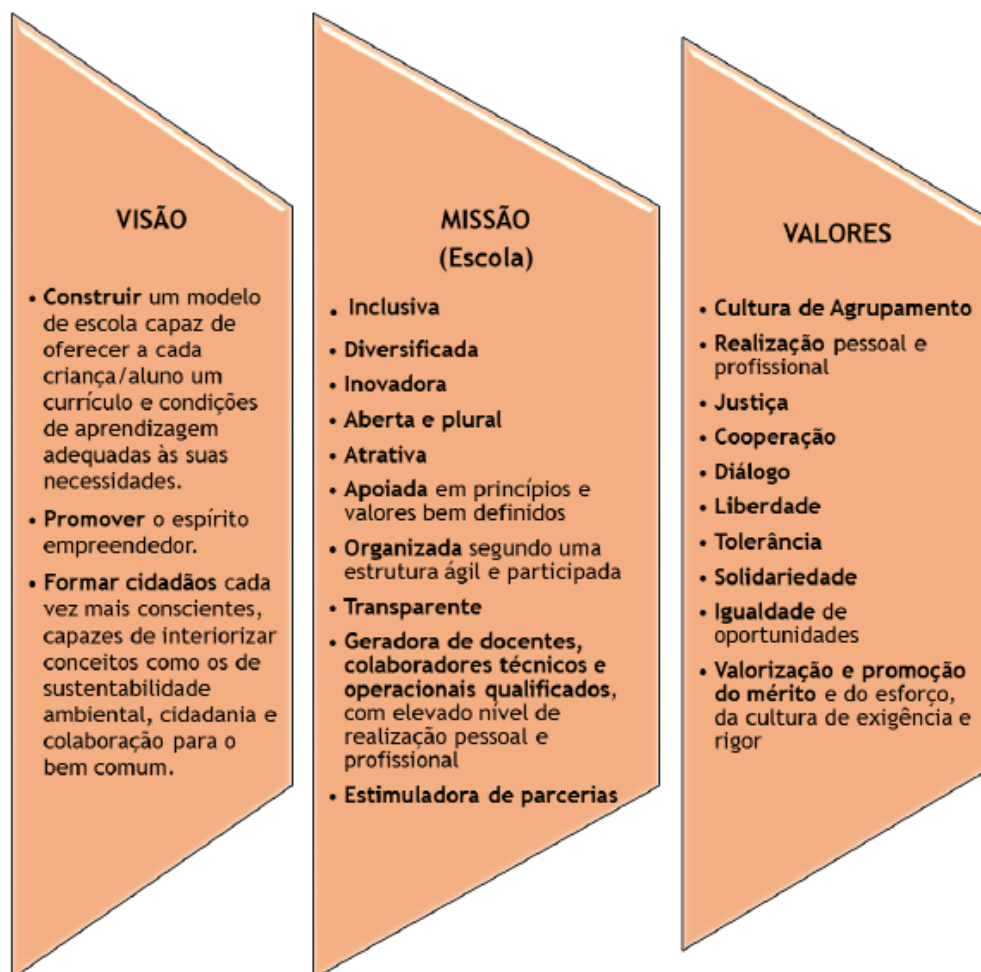 VISÃO
• Construir um modelo
de escola capaz de
oferecer a cada
criança/aluno um
currículo e condições
de aprendizagem
adequadas às suas
necessidades.
• Promover o espírito
empreendedor.
• Formar cidadãos cada
vez mais conscientes,
capazes de interiorizar
conceitos como os de
sustentabilidade
ambiental, cidadania e
colaboração para o
bem comum.
MISSÃO
(Escola)
• Inclusiva
• Diversificada
• Inovadora
• Aberta e plural
• Atrativa
• Apoiada em princípios e
valores bem definidos
• Organizada segundo uma
estrutura ágil e participada
• Transparente
• Geradora de docentes,
colaboradores técnicos e
operacionais qualificados,
com elevado nível de
realização pessoal e
profissional
• Estimuladora de parcerias
VALORES
• Cultura de Agrupamento
• Realização pessoal e
profissional
• Justiça
• Cooperação
• Diálogo
• Liberdade
• Tolerância
• Solidariedade
• Igualdade de
oportunidades
• Valorização e promoção
do mérito e do esforço,
da cultura de exigência e
rigor